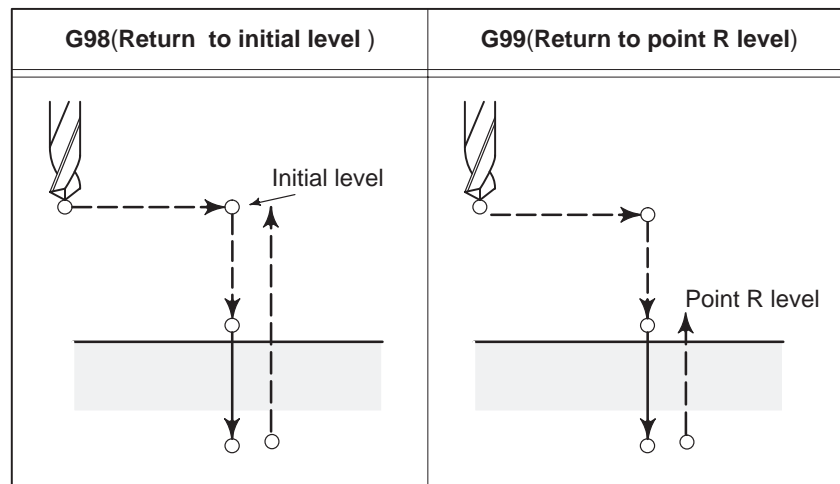 G98(Return to initial level )
G99(Return to point R level)
Initial level
Point R level